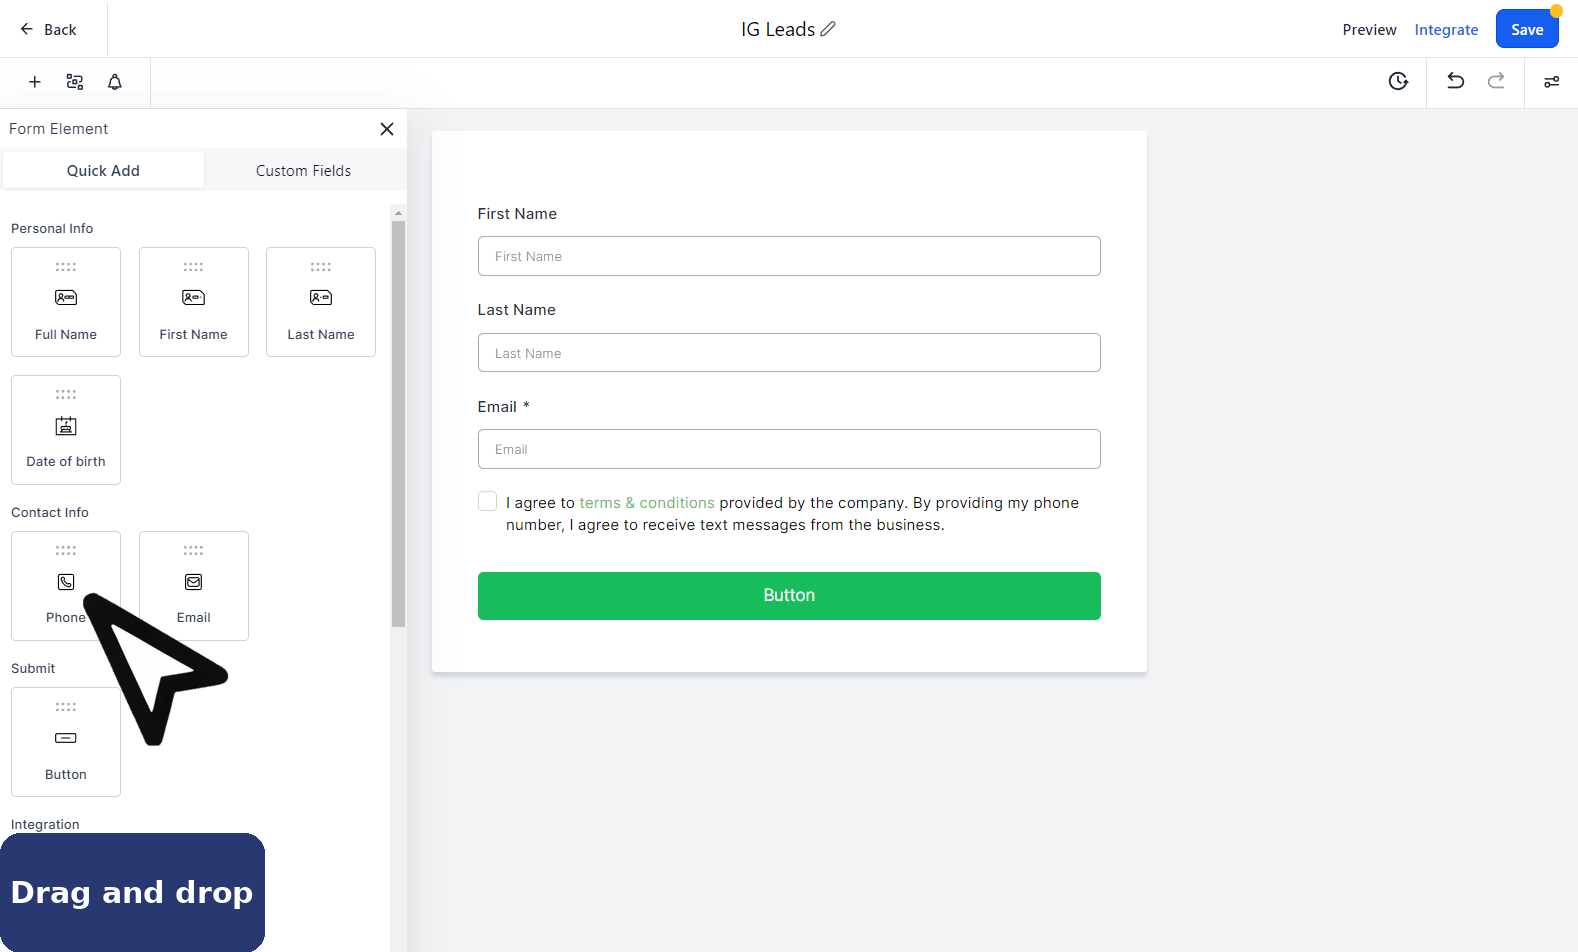 Back
IG Leads
Preview
Integrate
Save
Form Element
Quick Add
Custom Fields
Personal Info
Full Name
First Name
Last Name
Date of birth
Contact Info
Phone
Email
Submit
Button
Integration
Drag and drop
First Name
First Name
Last Name
Last Name
Email *
Email
I agree to terms & conditions provided by the company. By providing my phone
number, I agree to receive text messages from the business.
Button